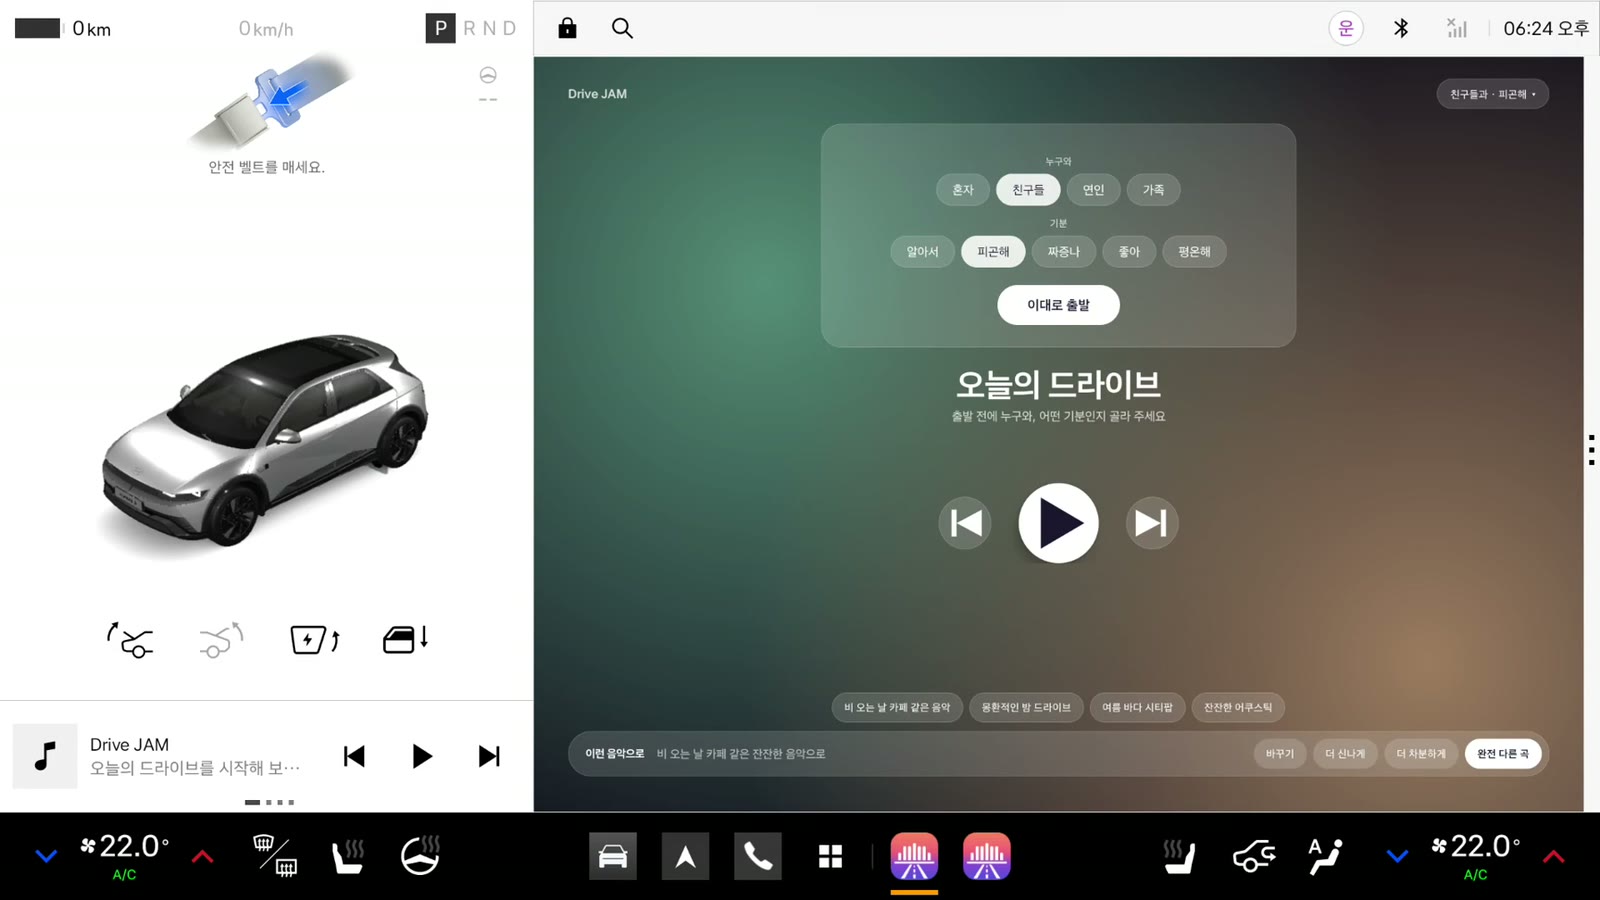 0 km
0 km/h
P R N D
운
06:24 오후
--
안전 벨트를 매세요.
Drive JAM
친구들과 · 피곤해
누구와
혼자
친구들
연인
가족
기분
알아서
피곤해
짜증나
좋아
평온해
이대로 출발
오늘의 드라이브
출발 전에 누구와, 어떤 기분인지 골라 주세요
비 오는 날 카페 같은 음악
몽환적인 밤 드라이브
여름 바다 시티팝
잔잔한 어쿠스틱
이런 음악으로
비 오는 날 카페 같은 잔잔한 음악으로
바꾸기
더 신나게
더 차분하게
완전 다른 곡
Drive JAM
오늘의 드라이브를 시작해 보…
22.0°
A/C
A
22.0°
A/C